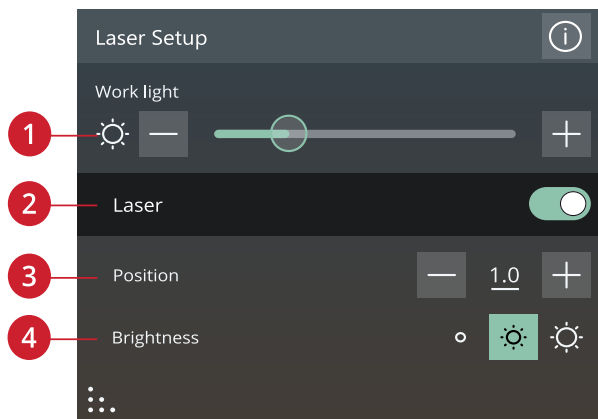 Laser Setup
Work light
1
2 Laser
3 Position 1.0
4 Brightness